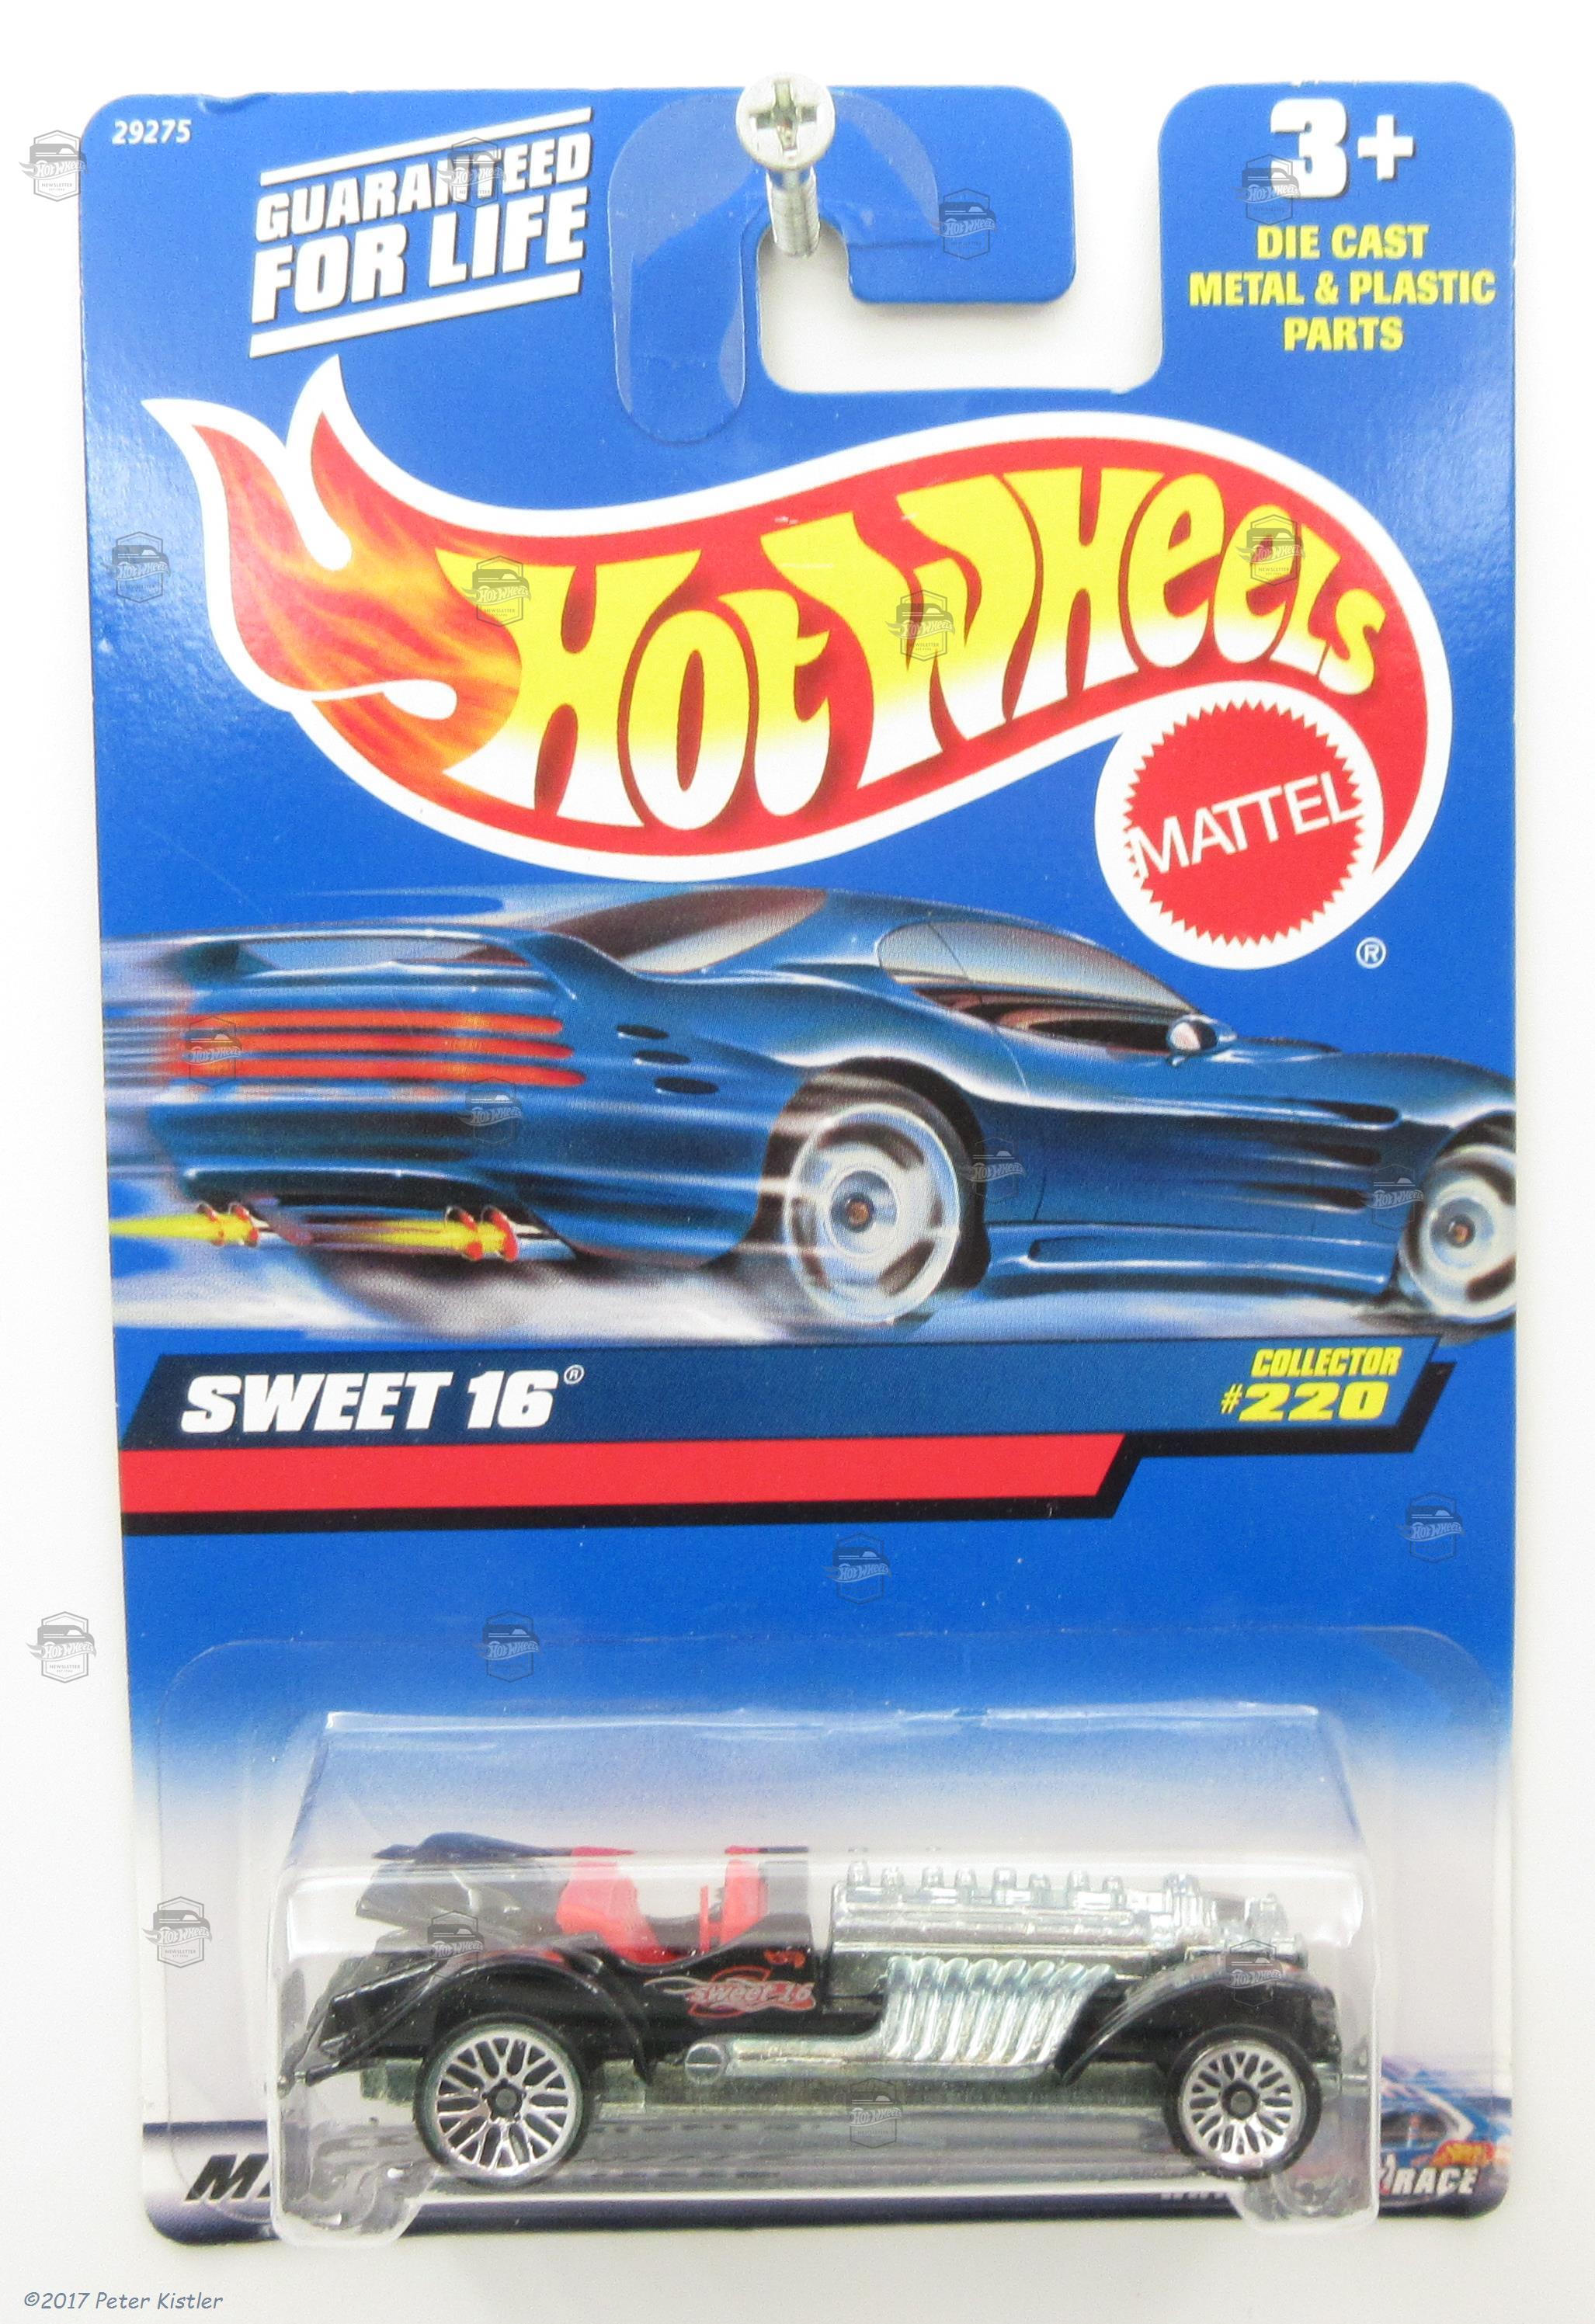 29275
GUARANTEED
FOR LIFE
3+
DIE CAST
METAL & PLASTIC
PARTS
HOT WHEELS
MATTEL
®
SWEET 16®
COLLECTOR
#220
sweet 16
RACE
©2017 Peter Kistler